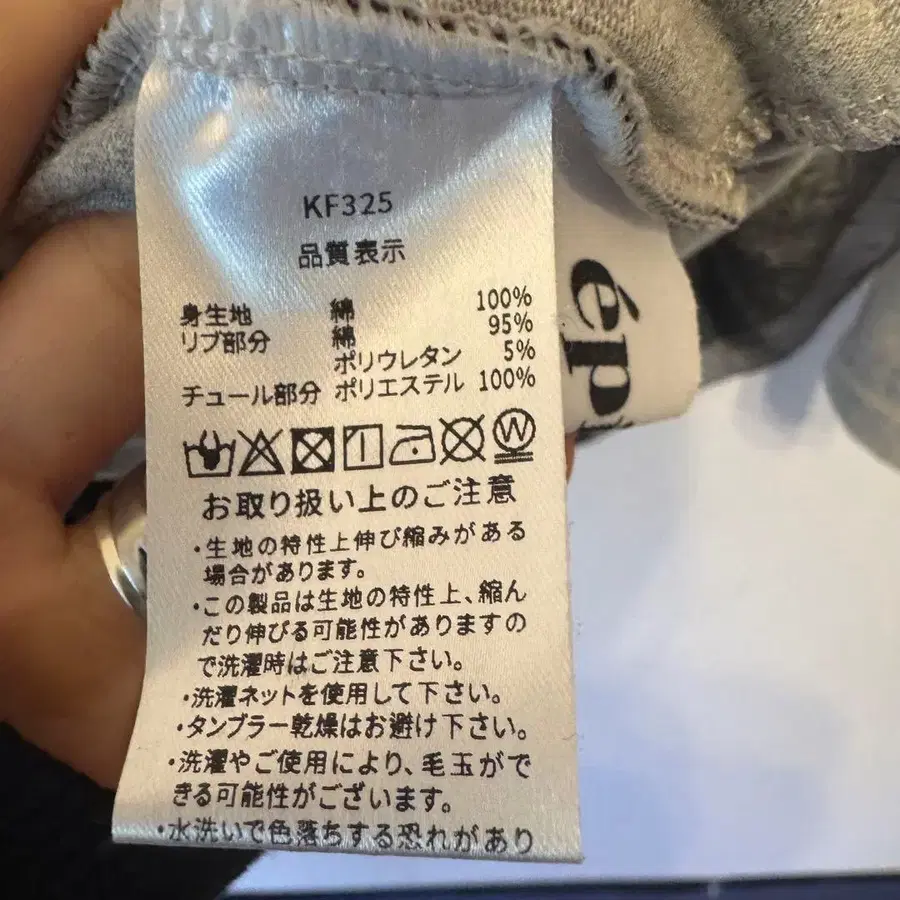 KF325
品質表示
身生地 綿 100%
リブ部分 綿 95%
ポリウレタン 5%
チュール部分 ポリエステル 100%
W
お取り扱い上のご注意
・生地の特性上伸び縮みがある
場合があります。
・この製品は生地の特性上、縮ん
だり伸びる可能性がありますの
で洗濯時はご注意下さい。
・洗濯ネットを使用して下さい。
・タンブラー乾燥はお避け下さい。
・洗濯やご使用により、毛玉がで
きる可能性がございます。
・水洗いで色落ちする恐れがあり
ép